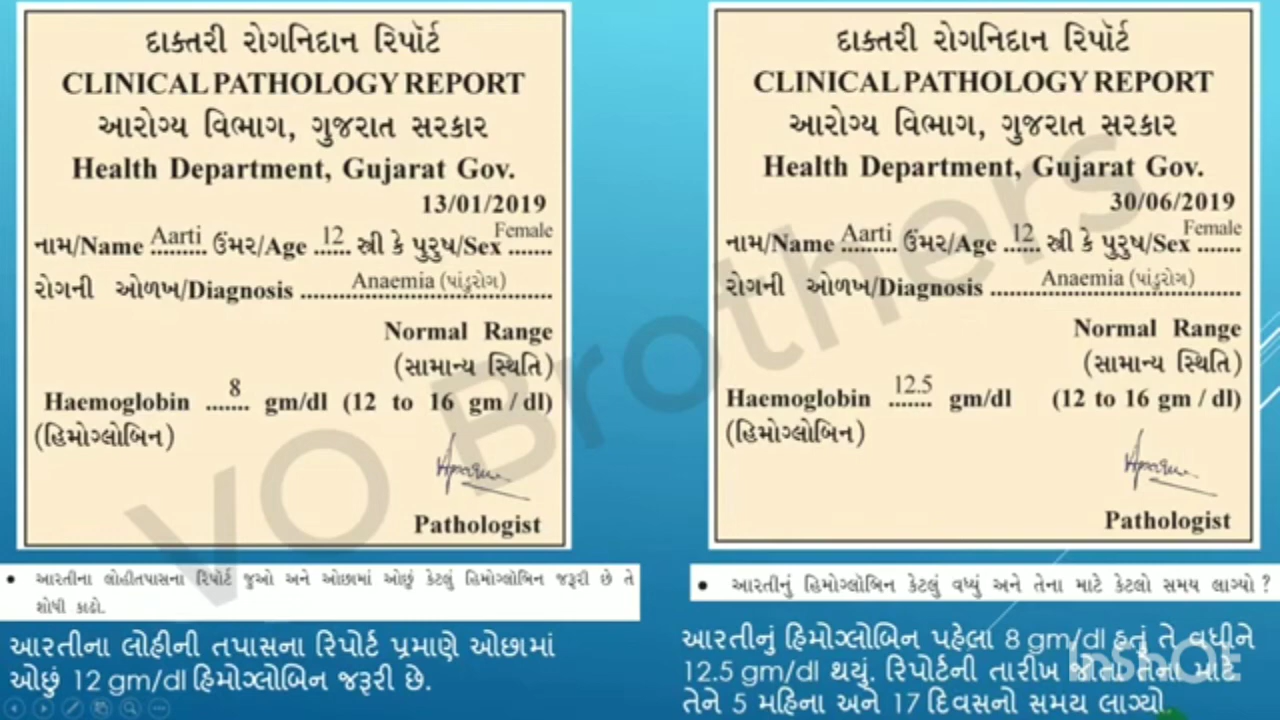 દાક્તરી રોગનિદાન રિપૉર્ટ
CLINICAL PATHOLOGY REPORT
આરોગ્ય વિભાગ, ગુજરાત સરકાર
Health Department, Gujarat Gov.
13/01/2019
નામ/Name Aarti ઉંમર/Age 12 સ્ત્રી કે પુરુષ/Sex Female
રોગની ઓળખ/Diagnosis Anaemia (પાંડુરોગ)
Normal Range
(સામાન્ય સ્થિતિ)
Haemoglobin 8 gm/dl (12 to 16 gm / dl)
(હિમોગ્લોબિન)
Pathologist
• આરતીના લોહીતપાસના રિપોર્ટ જુઓ અને ઓછામાં ઓછું કેટલું હિમોગ્લોબિન જરૂરી છે તે
શોધી કાઢો.
આરતીના લોહીની તપાસના રિપોર્ટ પ્રમાણે ઓછામાં
ઓછું 12 gm/dl હિમોગ્લોબિન જરૂરી છે.
દાક્તરી રોગનિદાન રિપૉર્ટ
CLINICAL PATHOLOGY REPORT
આરોગ્ય વિભાગ, ગુજરાત સરકાર
Health Department, Gujarat Gov.
30/06/2019
નામ/Name Aarti ઉંમર/Age 12 સ્ત્રી કે પુરુષ/Sex Female
રોગની ઓળખ/Diagnosis Anaemia (પાંડુરોગ)
Normal Range
(સામાન્ય સ્થિતિ)
Haemoglobin 12.5 gm/dl (12 to 16 gm / dl)
(હિમોગ્લોબિન)
Pathologist
• આરતીનું હિમોગ્લોબિન કેટલું વધ્યું અને તેના માટે કેટલો સમય લાગ્યો ?
આરતીનું હિમોગ્લોબિન પહેલા 8 gm/dl હતું તે વધીને
12.5 gm/dl થયું. રિપોર્ટની તારીખ જોતા તેના માટે
તેને 5 મહિના અને 17 દિવસનો સમય લાગ્યો.
VO Brothers
InShOt